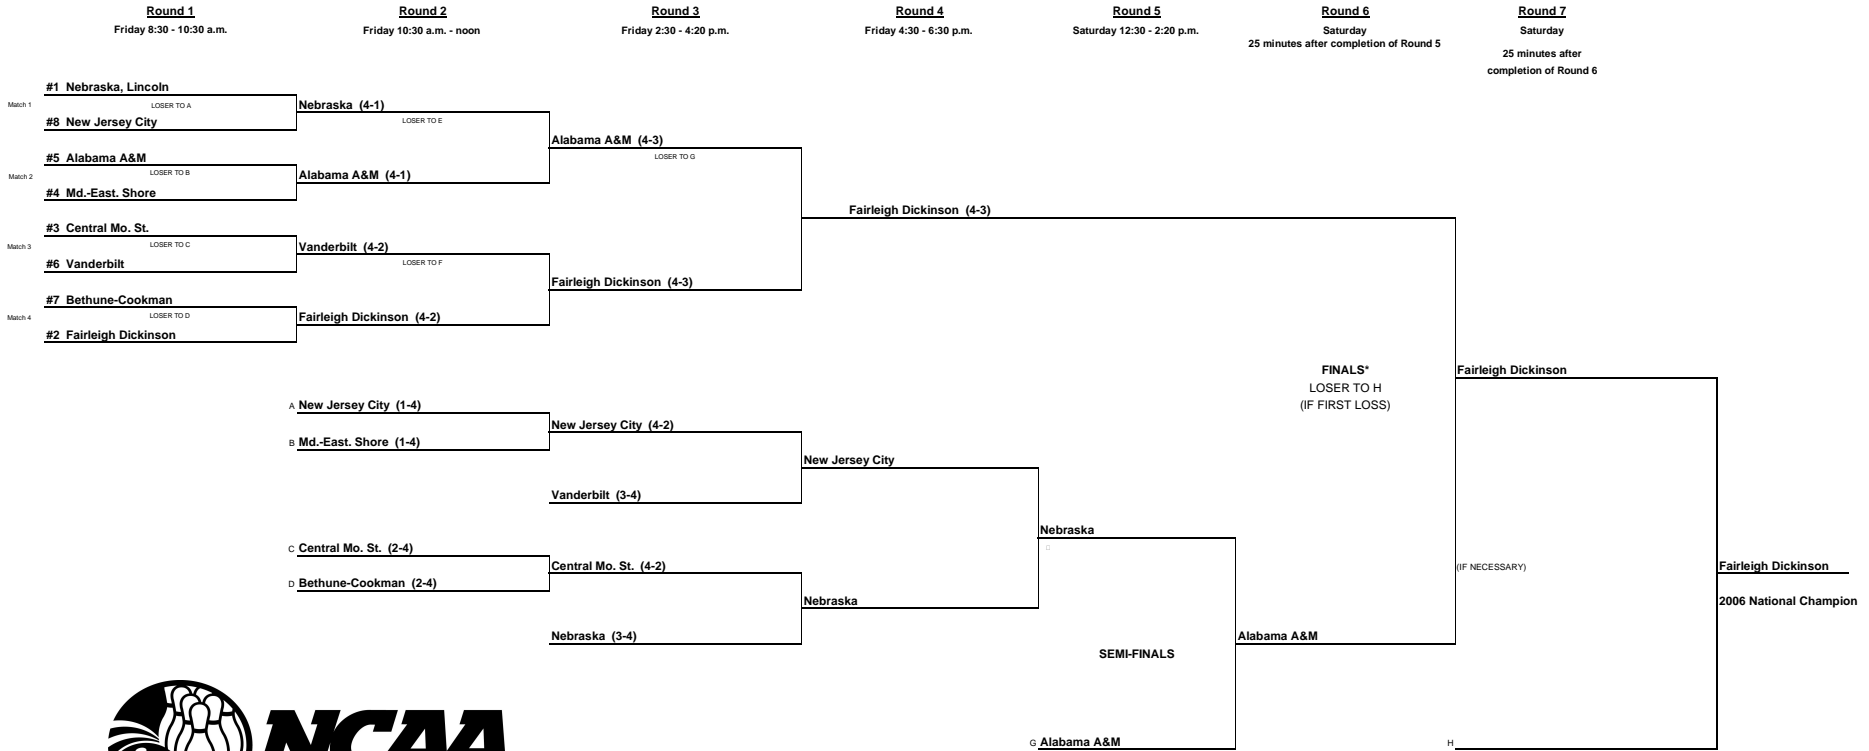 Round 1
Friday 8:30 - 10:30 a.m.
Round 2
Friday 10:30 a.m. - noon
Round 3
Friday 2:30 - 4:20 p.m.
Round 4
Friday 4:30 - 6:30 p.m.
Round 5
Saturday 12:30 - 2:20 p.m.
Round 6
Saturday
25 minutes after completion of Round 5
Round 7
Saturday
25 minutes after
completion of Round 6
#1 Nebraska, Lincoln
Match 1
LOSER TO A
#8 New Jersey City
#5 Alabama A&M
Match 2
LOSER TO B
#4 Md.-East. Shore
#3 Central Mo. St.
Match 3
LOSER TO C
#6 Vanderbilt
#7 Bethune-Cookman
Match 4
LOSER TO D
#2 Fairleigh Dickinson
Nebraska (4-1)
LOSER TO E
Alabama A&M (4-1)
Vanderbilt (4-2)
LOSER TO F
Fairleigh Dickinson (4-2)
Alabama A&M (4-3)
LOSER TO G
Fairleigh Dickinson (4-3)
Fairleigh Dickinson (4-3)
A New Jersey City (1-4)
B Md.-East. Shore (1-4)
C Central Mo. St. (2-4)
D Bethune-Cookman (2-4)
New Jersey City (4-2)
Vanderbilt (3-4)
Central Mo. St. (4-2)
Nebraska (3-4)
New Jersey City
Nebraska
Nebraska
SEMI-FINALS
G Alabama A&M
Alabama A&M
FINALS*
LOSER TO H
(IF FIRST LOSS)
Fairleigh Dickinson
(IF NECESSARY)
H
Fairleigh Dickinson
2006 National Champion
NCAA